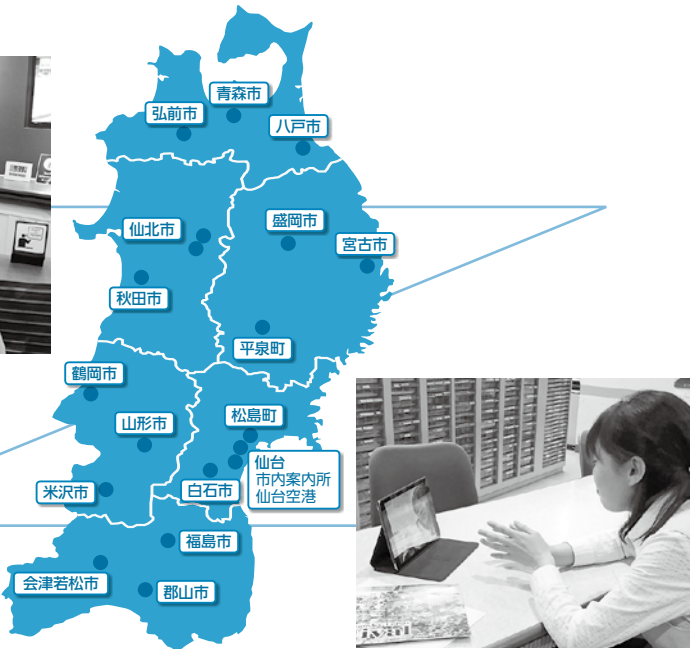 青森市
弘前市
八戸市
仙北市
盛岡市
宮古市
秋田市
平泉町
鶴岡市
山形市
松島町
仙台
市内案内所
仙台空港
米沢市
白石市
福島市
会津若松市
郡山市